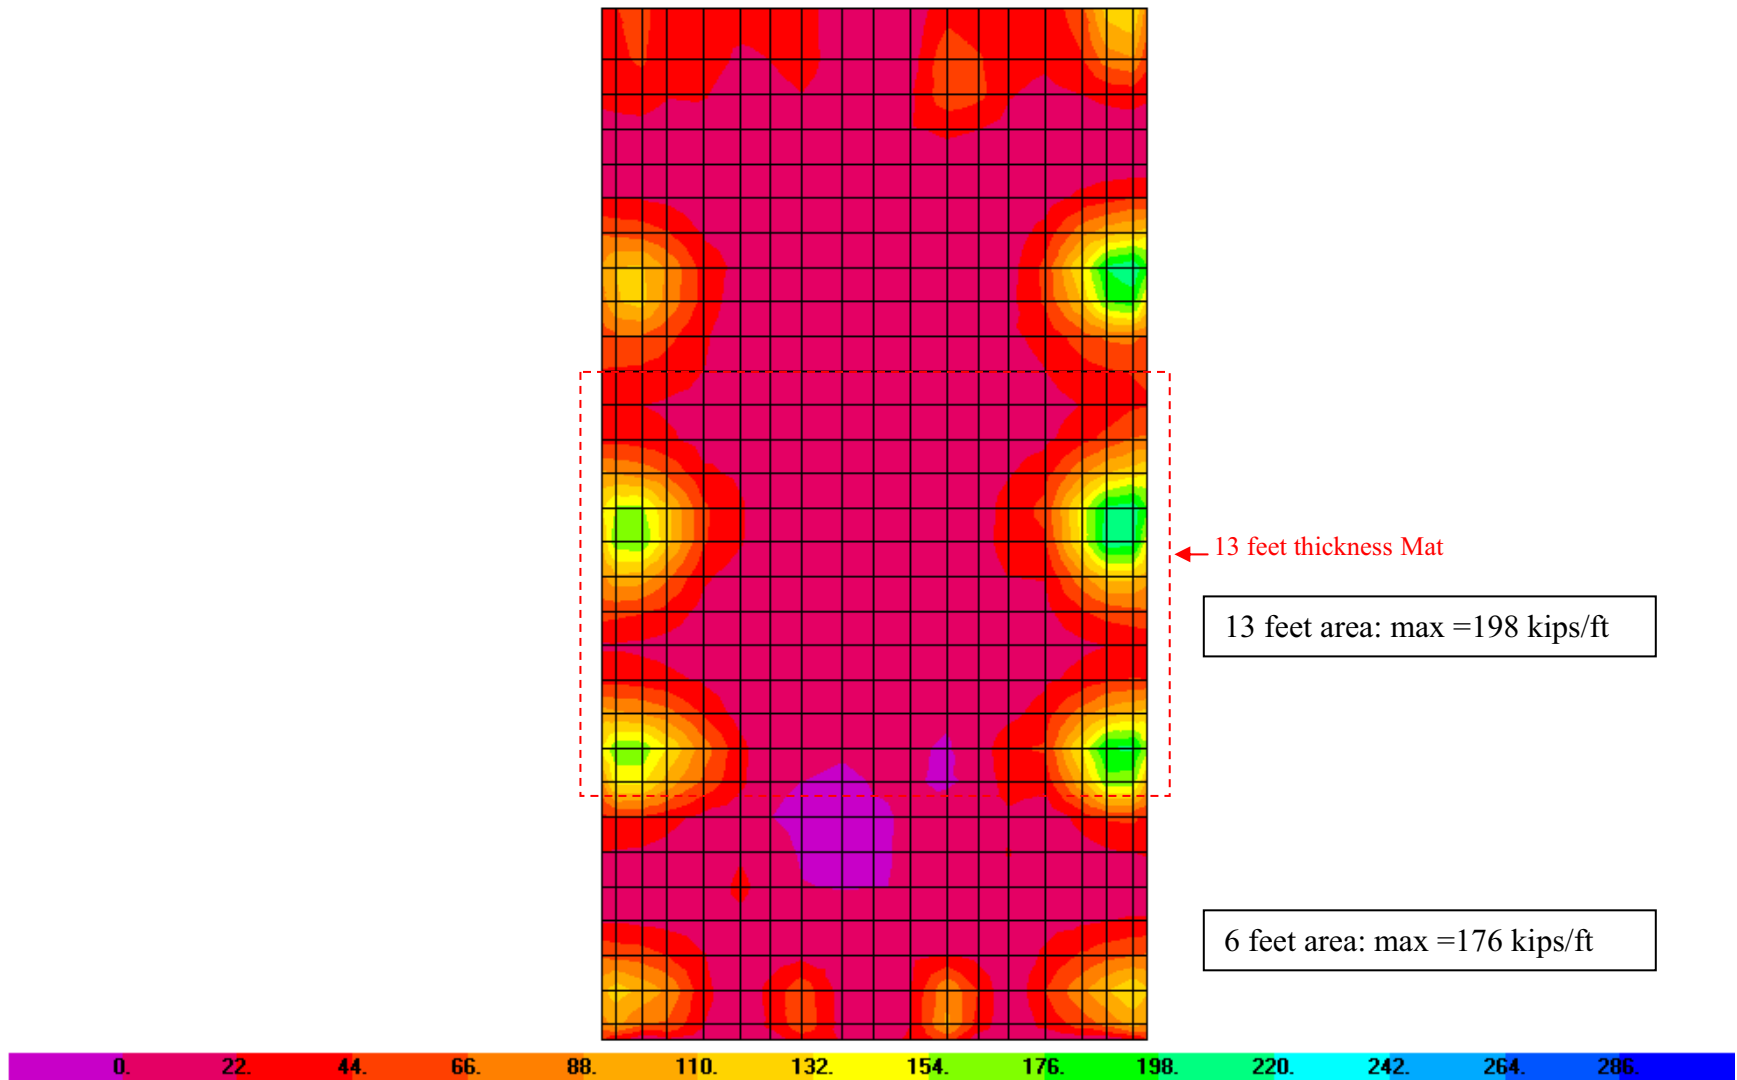 13 feet thickness Mat
13 feet area: max =198 kips/ft
6 feet area: max =176 kips/ft
0. 22. 44. 66. 88. 110. 132. 154. 176. 198. 220. 242. 264. 286.